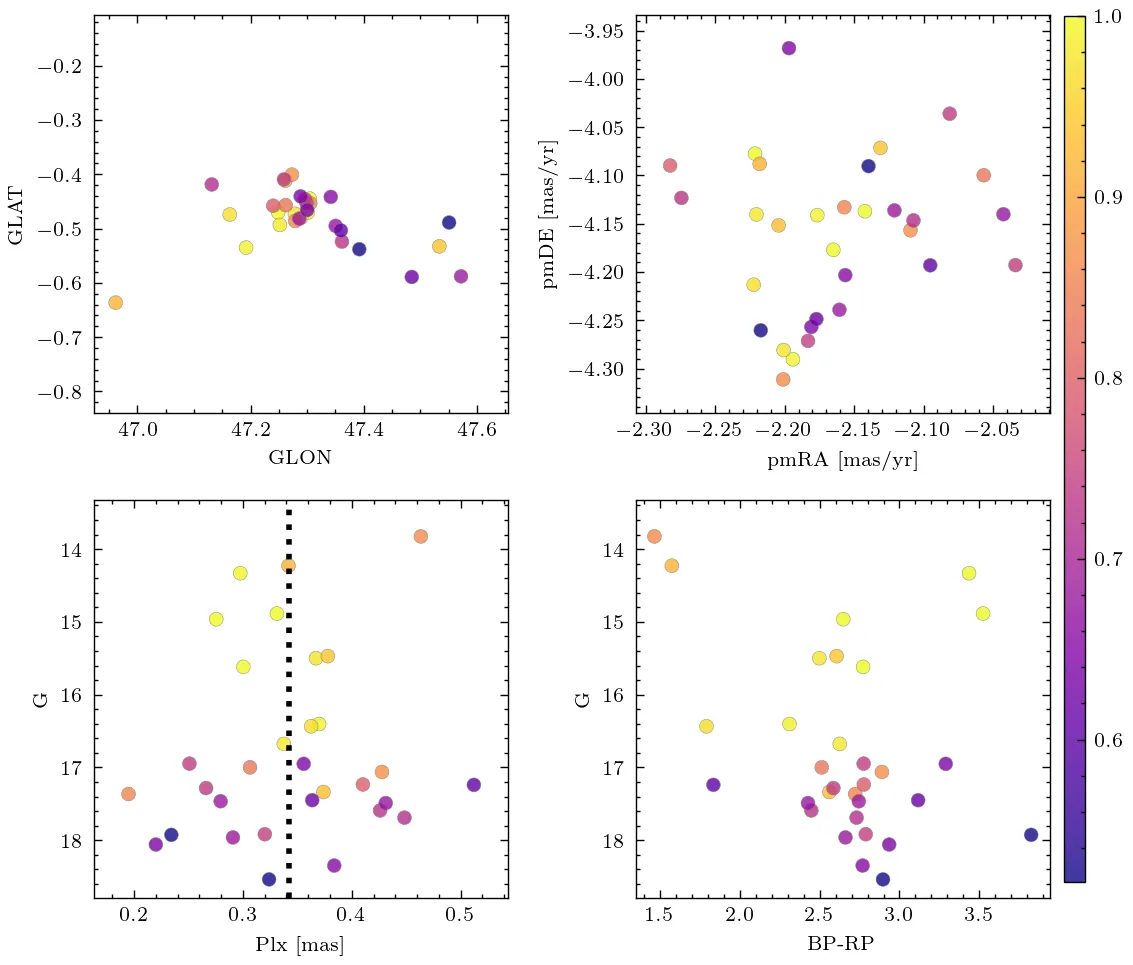 −0.2
−0.3
−0.4
−0.5
−0.6
−0.7
−0.8
GLAT
47.0 47.2 47.4 47.6
GLON
−3.95
−4.00
−4.05
−4.10
−4.15
−4.20
−4.25
−4.30
pmDE [mas/yr]
−2.30 −2.25 −2.20 −2.15 −2.10 −2.05
pmRA [mas/yr]
14
15
16
17
18
G
0.2 0.3 0.4 0.5
Plx [mas]
14
15
16
17
18
G
1.5 2.0 2.5 3.0 3.5
BP-RP
1.0
0.9
0.8
0.7
0.6